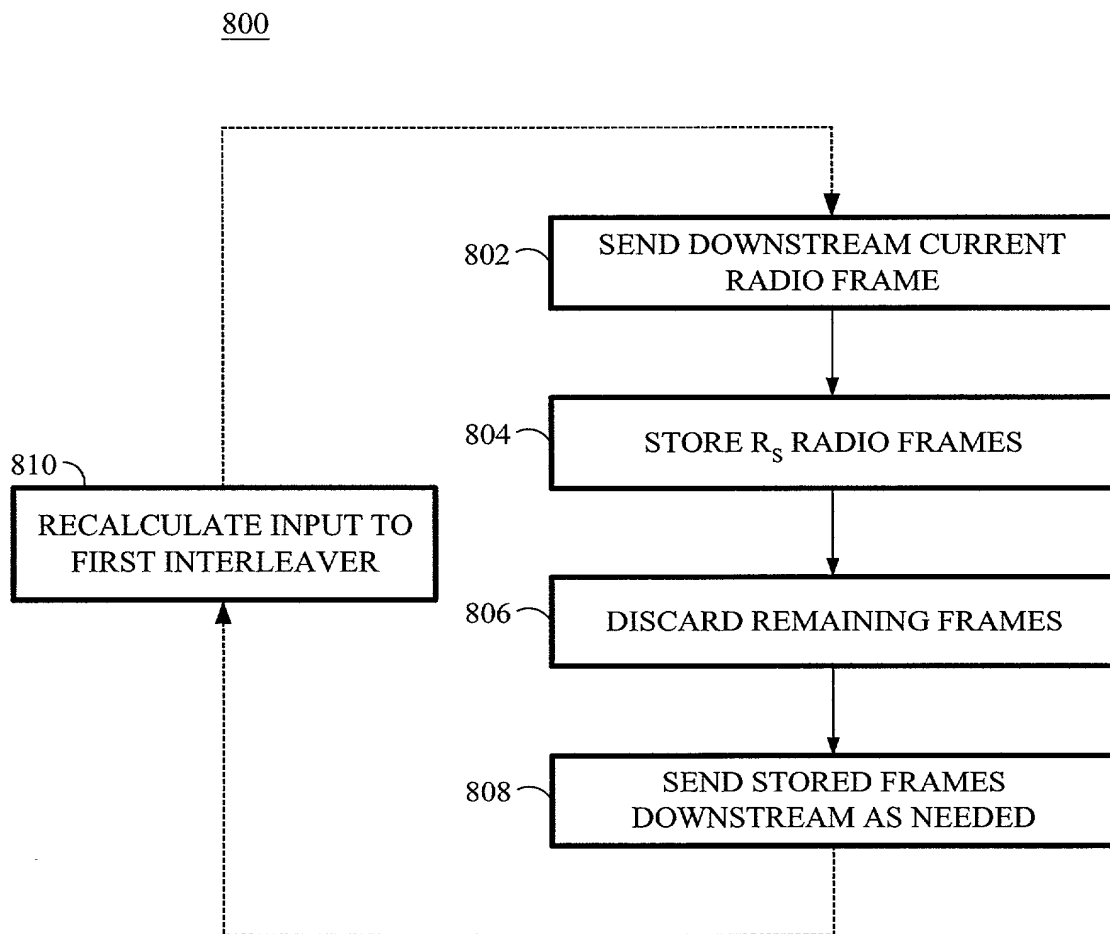 800
802
SEND DOWNSTREAM CURRENT
RADIO FRAME
804
STORE RS RADIO FRAMES
810
RECALCULATE INPUT TO
FIRST INTERLEAVER
806
DISCARD REMAINING FRAMES
808
SEND STORED FRAMES
DOWNSTREAM AS NEEDED